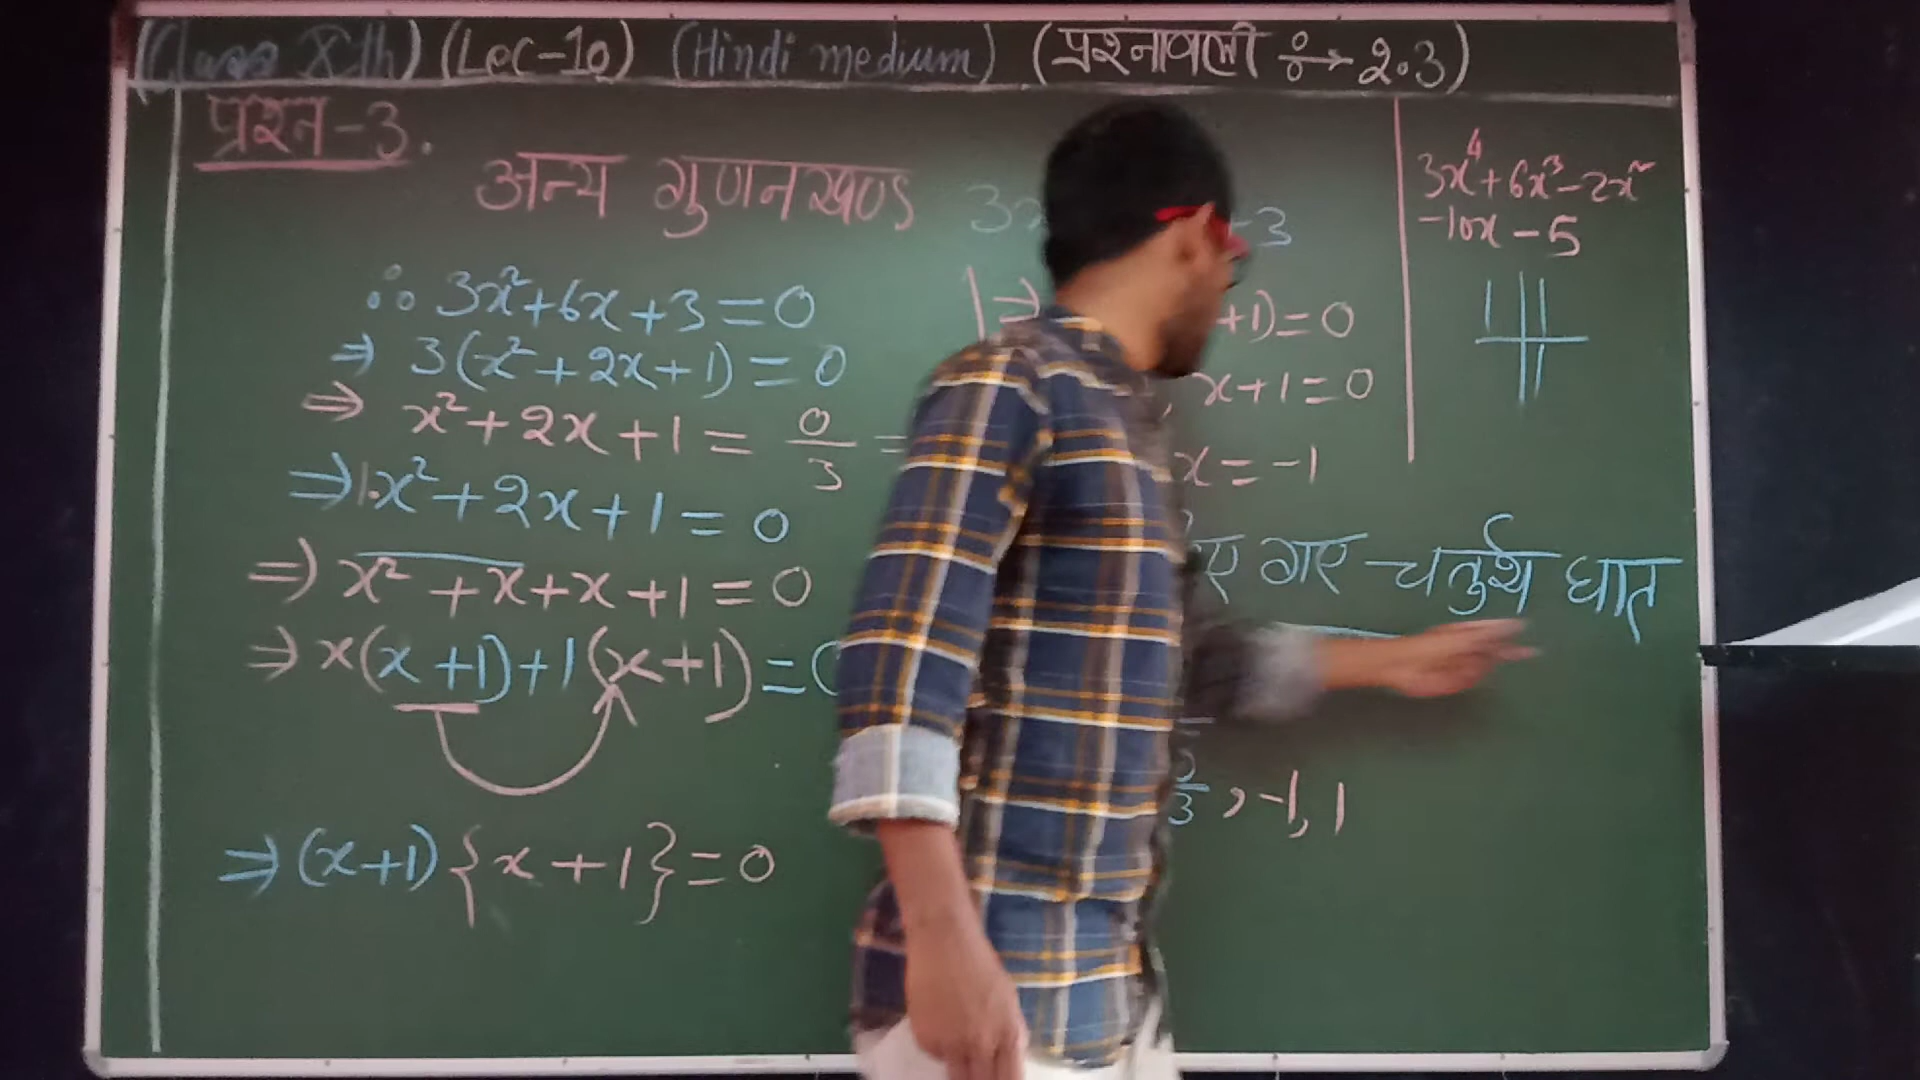 (Class Xth) (Lec-10) (Hindi medium) (प्रश्नावली ÷→ 2.3)
प्रश्न-3.
अन्य गुणनखण्ड 3x -3
∴ 3x²+6x+3=0
⇒ 3(x²+2x+1)=0
⇒ x²+2x+1 = 0/3 =
⇒1.x²+2x+1=0
⇒ x²+x+x+1=0
⇒ x(x+1)+1(x+1)=0
⇒(x+1){x+1}=0
|⇒ +1)=0
, x+1=0
x=-1
गए चतुर्थ घात
3, -1, 1
3x⁴+6x³-2x²
-10x-5